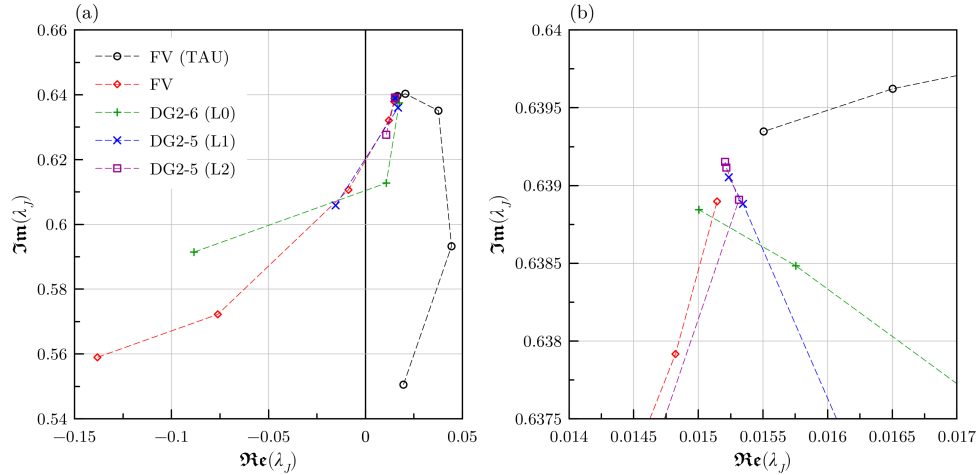 (a)
0.66
0.64
0.62
0.6
0.58
0.56
0.54
−0.15
−0.1
−0.05
0
0.05
ℑ𝔪(λ_J)
ℜ𝔢(λ_J)
FV (TAU)
FV
DG2-6 (L0)
DG2-5 (L1)
DG2-5 (L2)
(b)
0.64
0.6395
0.639
0.6385
0.638
0.6375
0.014
0.0145
0.015
0.0155
0.016
0.0165
0.017
ℑ𝔪(λ_J)
ℜ𝔢(λ_J)